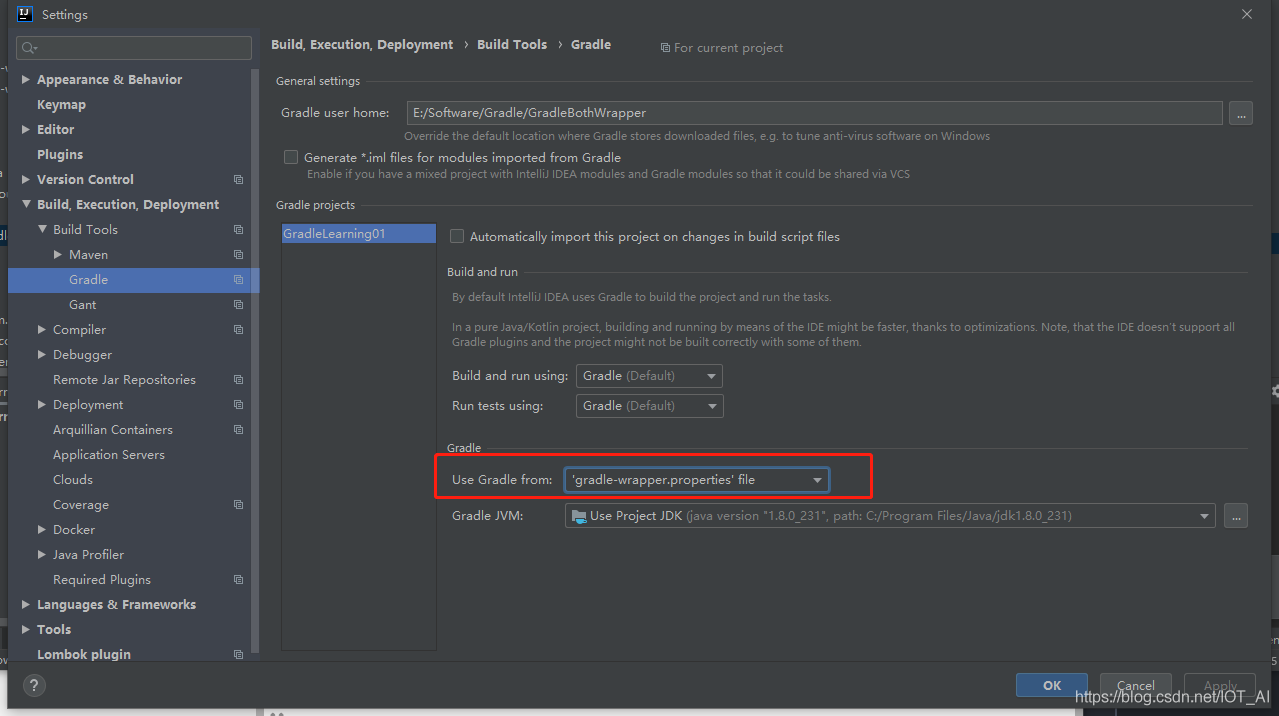 Settings
Build, Execution, Deployment › Build Tools › Gradle For current project
Appearance & Behavior
Keymap
Editor
Plugins
Version Control
Build, Execution, Deployment
Build Tools
Maven
Gradle
Gant
Compiler
Debugger
Remote Jar Repositories
Deployment
Arquillian Containers
Application Servers
Clouds
Coverage
Docker
Java Profiler
Required Plugins
Languages & Frameworks
Tools
Lombok plugin
General settings
Gradle user home: E:/Software/Gradle/GradleBothWrapper ...
Override the default location where Gradle stores downloaded files, e.g. to tune anti-virus software on Windows
Generate *.iml files for modules imported from Gradle
Enable if you have a mixed project with IntelliJ IDEA modules and Gradle modules so that it could be shared via VCS
Gradle projects
GradleLearning01
Automatically import this project on changes in build script files
Build and run
By default IntelliJ IDEA uses Gradle to build the project and run the tasks.
In a pure Java/Kotlin project, building and running by means of the IDE might be faster, thanks to optimizations. Note, that the IDE doesn't support all
Gradle plugins and the project might not be built correctly with some of them.
Build and run using: Gradle (Default)
Run tests using: Gradle (Default)
Gradle
Use Gradle from: 'gradle-wrapper.properties' file
Gradle JVM: Use Project JDK (java version "1.8.0_231", path: C:/Program Files/Java/jdk1.8.0_231) ...
?
OK Cancel Apply
https://blog.csdn.net/IOT_AI